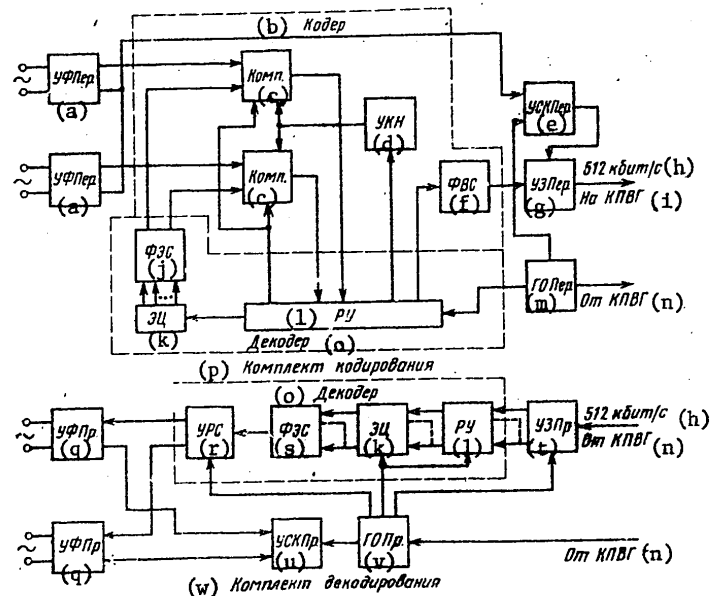 (b) Кодер
УФПер.
(a)
Комп.
(c)
УКН
(d)
УСКПер
(e)
УФПер.
(a)
Комп.
(c)
ФВС
(f)
УЗПер
(g)
512 кбит/с (h)
На КПВГ (i)
ФЭС
(j)
ЭЦ
(k)
(l) РУ
ГОПер
(m)
От КПВГ (n)
Декодер (o)
(p) Комплект кодирования
(o) Декодер
УФПр.
(q)
УРС
(r)
ФЭС
(s)
ЭЦ
(k)
РУ
(l)
УЗПр
(t)
512 кбит/с (h)
От КПВГ (n)
УФПр
(q)
УСКПр.
(u)
ГОПр.
(v)
От КПВГ (n)
(w) Комплект декодирования